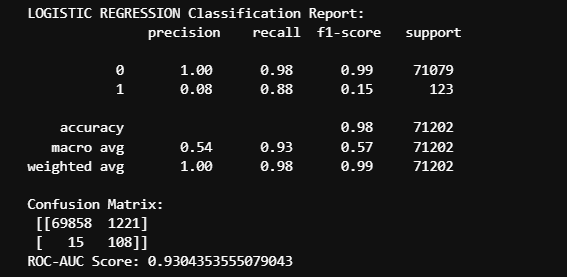 LOGISTIC REGRESSION Classification Report:
precision recall f1-score support
0 1.00 0.98 0.99 71079
1 0.08 0.88 0.15 123
accuracy 0.98 71202
macro avg 0.54 0.93 0.57 71202
weighted avg 1.00 0.98 0.99 71202
Confusion Matrix:
[[69858 1221]
[ 15 108]]
ROC-AUC Score: 0.9304353555079043